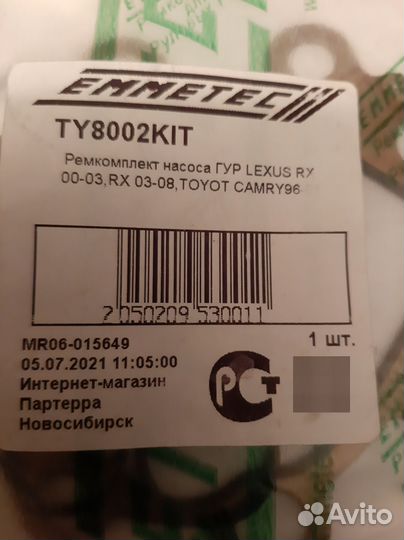 EMMETEC
TY8002KIT
Ремкомплект насоса ГУР LEXUS RX
00-03,RX 03-08,TOYOT CAMRY96
2 050209 530011
MR06-015649
1 шт.
05.07.2021 11:05:00
Интернет-магазин
Партерра
Новосибирск
РСТ
Avito